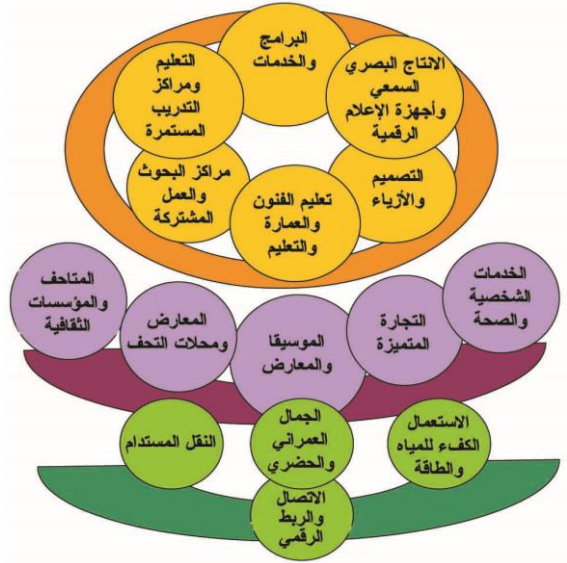 البرامج
والخدمات
الانتاج البصري
السمعي
وأجهزة الإعلام
الرقمية
التعليم
ومراكز
التدريب
المستمرة
التصميم
والأزياء
مراكز البحوث
والعمل
المشتركة
تعليم الفنون
والعمارة
والتعليم
الخدمات
الشخصية
والصحة
التجارة
المتميزة
الموسيقا
والمعارض
المعارض
ومحلات التحف
المتاحف
والمؤسسات
الثقافية
الاستعمال
الكفء للمياه
والطاقة
الجمال
العمراني
والحضري
النقل المستدام
الاتصال
والربط
الرقمي